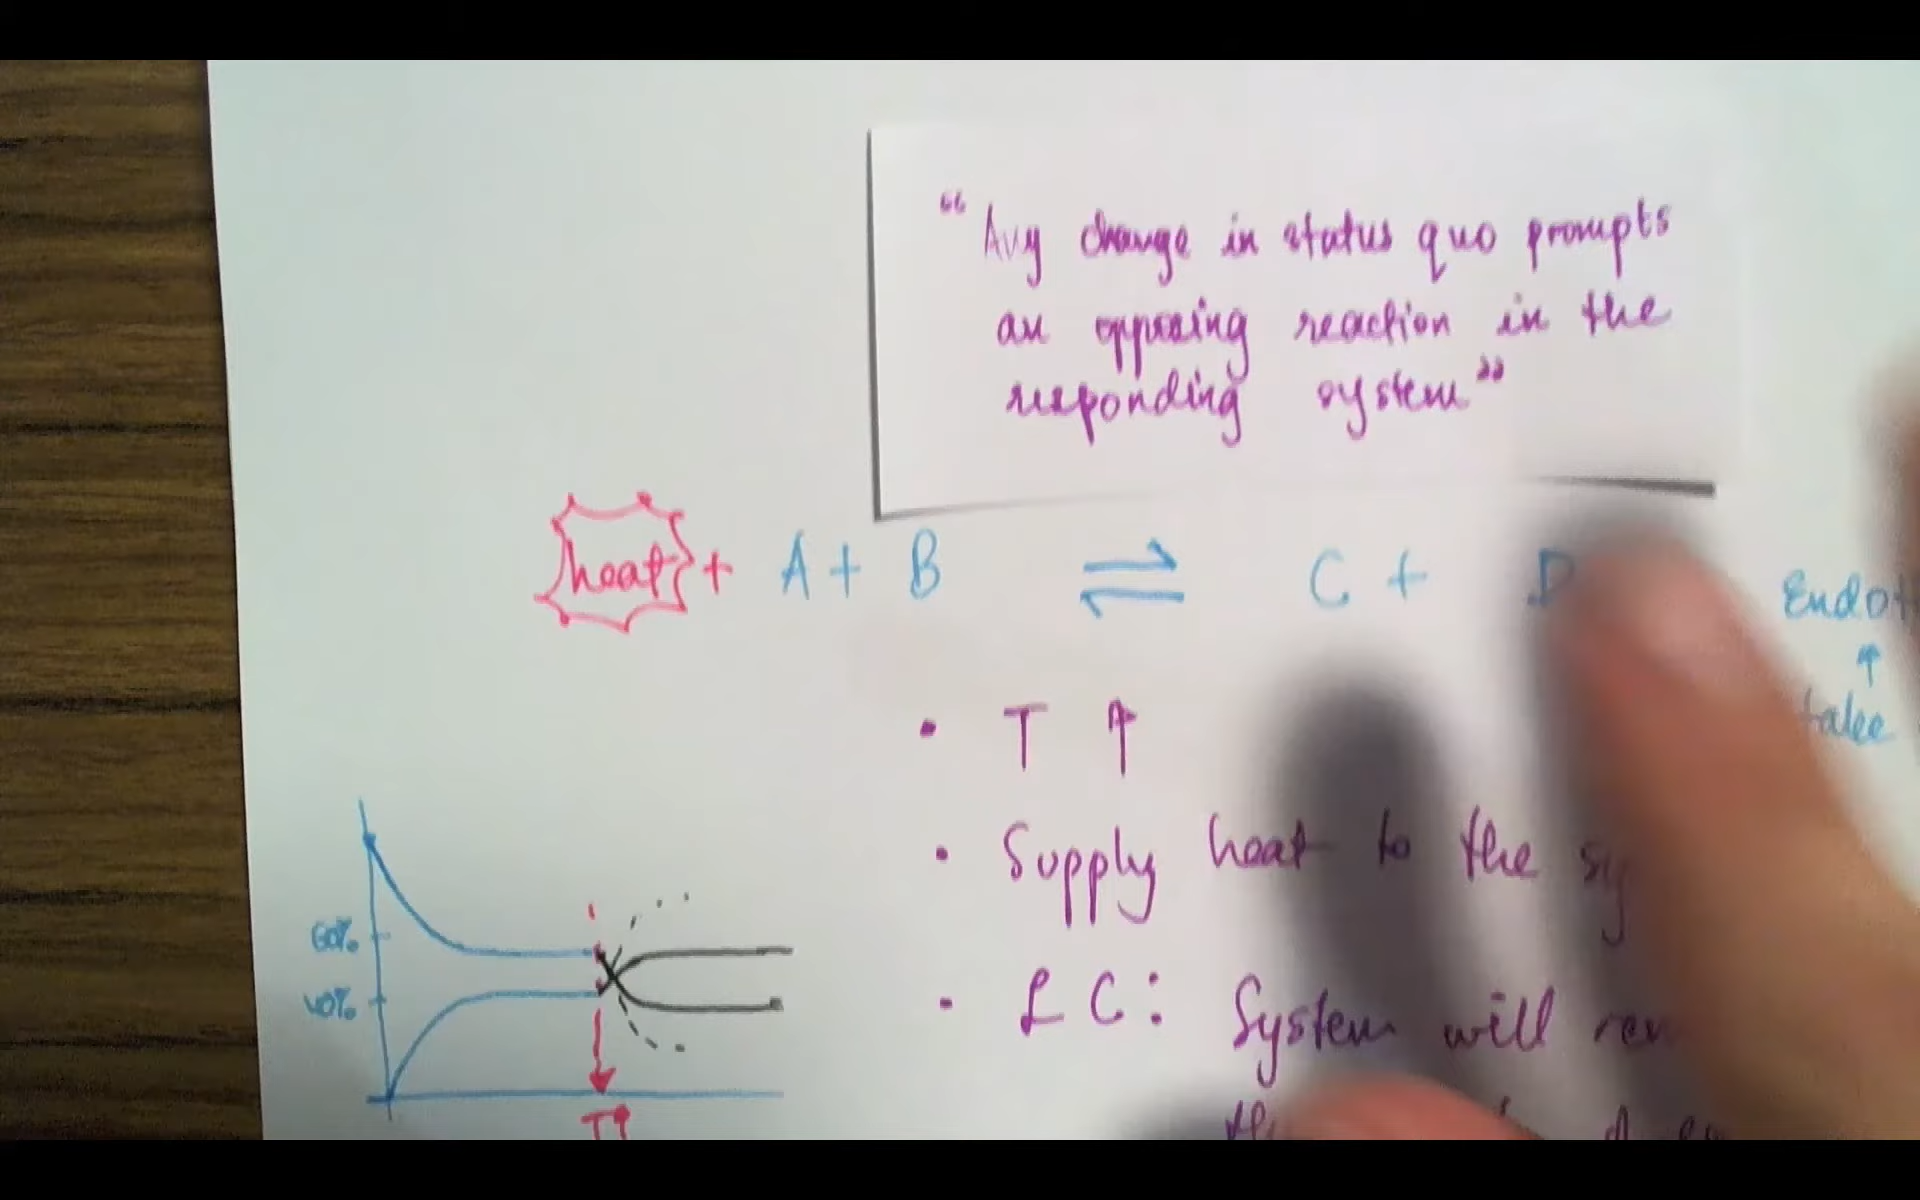 “Any change in status quo prompts
an opposing reaction in the
responding system”
heat + A + B ⇌ C + D
take
• T ↑
• Supply heat to the
• LC: System will
60%
40%
T↑